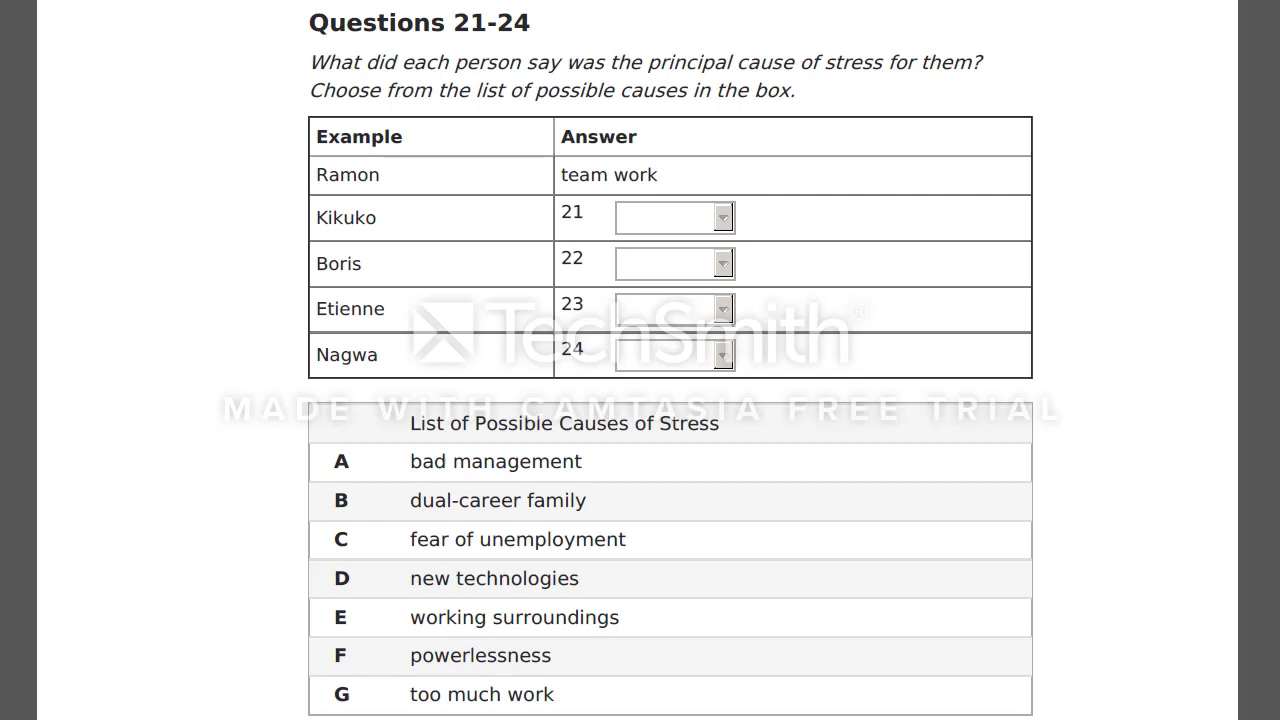 Questions 21-24
What did each person say was the principal cause of stress for them?
Choose from the list of possible causes in the box.
Example Answer
Ramon team work
Kikuko 21
Boris 22
Etienne 23
TechSmith®
Nagwa 24
MADE WITH CAMTASIA FREE TRIAL
List of Possible Causes of Stress
A bad management
B dual-career family
C fear of unemployment
D new technologies
E working surroundings
F powerlessness
G too much work